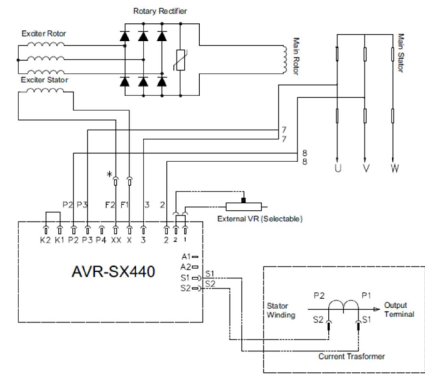 Rotary Rectifier
Exciter Rotor
Exciter Stator
Main Rotor
Main Stator
7
7
8
8
U V W
*
P2 P3 F2 F1 3 2
External VR (Selectable)
K2 K1 P2 P3 P4 XX X 3 2 2 1
AVR-SX440
A1
A2
S1
S2
S1
S2
P2 P1
Stator
Winding
Output
Terminal
S2 S1
Current Trasformer